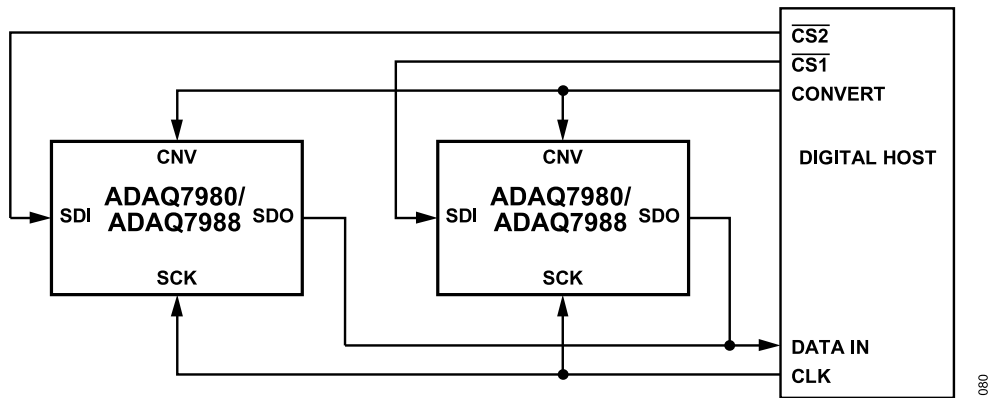 CS2
CS1
CONVERT
DIGITAL HOST
CNV
ADAQ7980/
ADAQ7988
SDI
SDO
SCK
CNV
ADAQ7980/
ADAQ7988
SDI
SDO
SCK
DATA IN
CLK
080